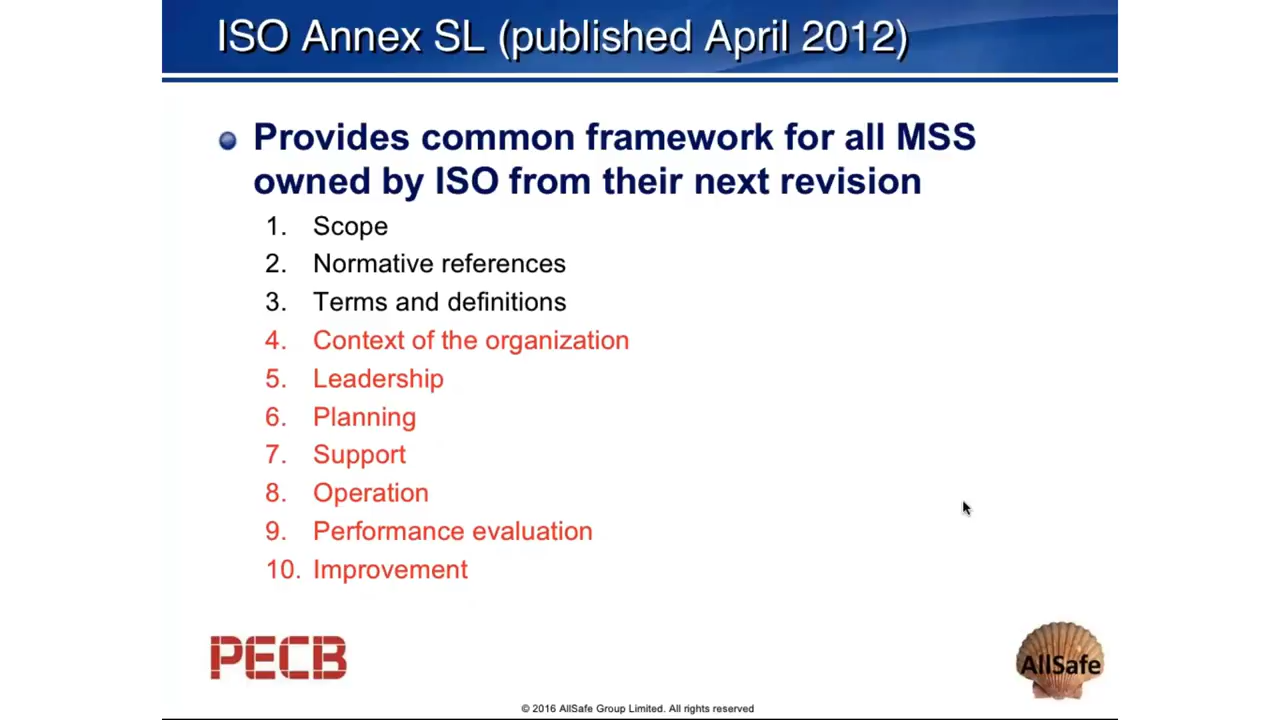 ISO Annex SL (published April 2012)
Provides common framework for all MSS
owned by ISO from their next revision
1. Scope
2. Normative references
3. Terms and definitions
4. Context of the organization
5. Leadership
6. Planning
7. Support
8. Operation
9. Performance evaluation
10. Improvement
PECB
AllSafe
© 2016 AllSafe Group Limited. All rights reserved